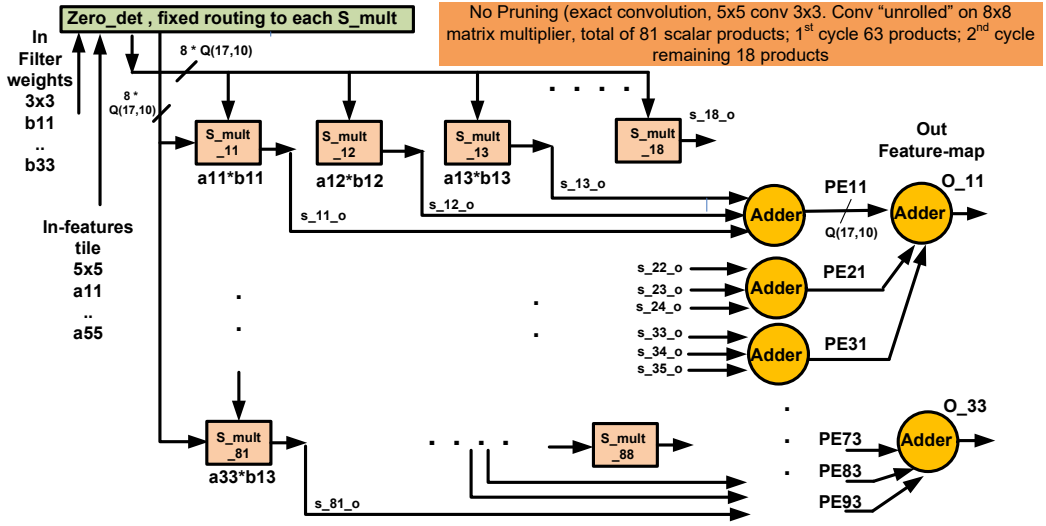 Zero_det , fixed routing to each S_mult
No Pruning (exact convolution, 5x5 conv 3x3. Conv “unrolled” on 8x8
matrix multiplier, total of 81 scalar products; 1st cycle 63 products; 2nd cycle
remaining 18 products
In
Filter
weights
3x3
b11
..
b33
8 * Q(17,10)
8 *
Q(17,10)
In-features
tile
5x5
a11
..
a55
S_mult
_11
a11*b11
S_mult
_12
a12*b12
S_mult
_13
a13*b13
. . . .
S_mult
_18
s_18_o
s_13_o
s_12_o
s_11_o
Adder
PE11
Q(17,10)
Out
Feature-map
O_11
Adder
s_22_o
s_23_o
s_24_o
Adder
PE21
s_33_o
s_34_o
s_35_o
Adder
PE31
S_mult
_81
a33*b13
s_81_o
. . . .
S_mult
_88
PE73
PE83
PE93
Adder
O_33